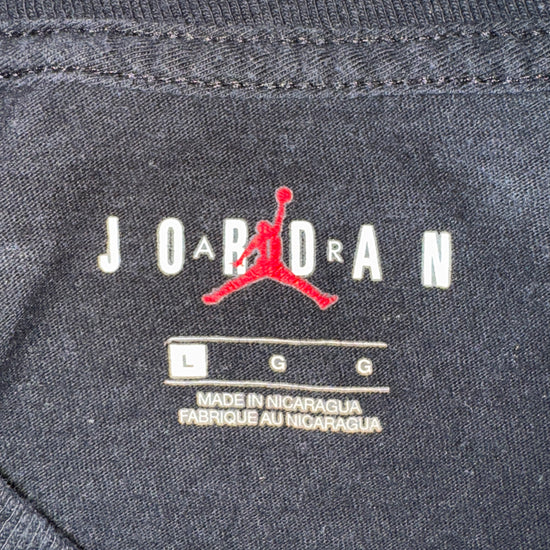 JORDAN
AIR
L G G
MADE IN NICARAGUA
FABRIQUE AU NICARAGUA